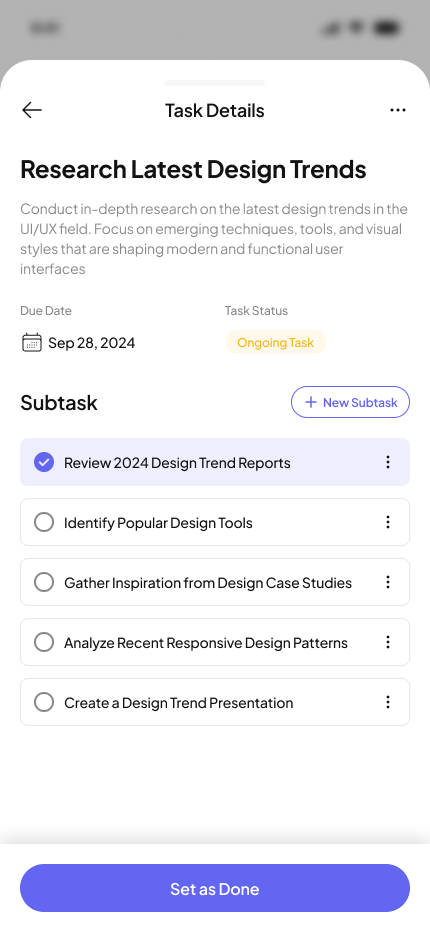 Task Details
Research Latest Design Trends
Conduct in-depth research on the latest design trends in the
UI/UX field. Focus on emerging techniques, tools, and visual
styles that are shaping modern and functional user
interfaces
Due Date
Task Status
Sep 28, 2024
Ongoing Task
Subtask
New Subtask
Review 2024 Design Trend Reports
Identify Popular Design Tools
Gather Inspiration from Design Case Studies
Analyze Recent Responsive Design Patterns
Create a Design Trend Presentation
Set as Done